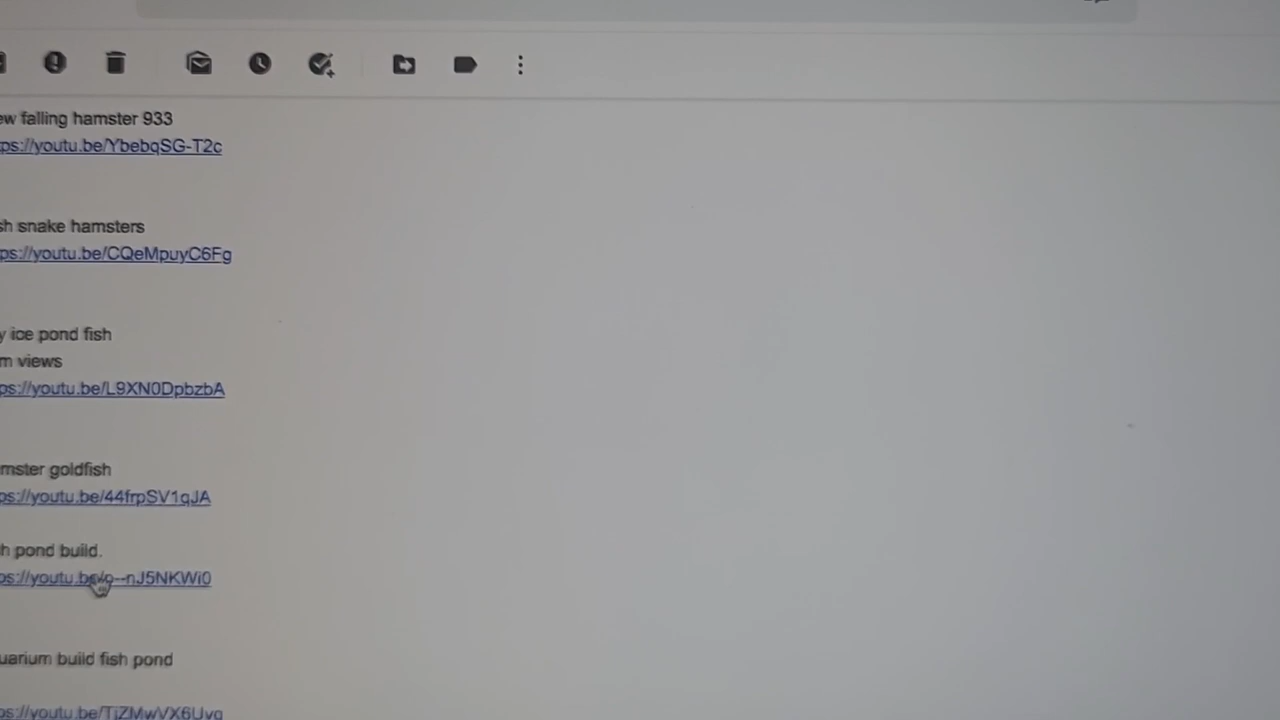 ew falling hamster 933
ps://youtu.be/YbebqSG-T2c
sh snake hamsters
ps://youtu.be/CQeMpuyC6Fg
y ice pond fish
m views
ps://youtu.be/L9XN0DpbzbA
mster goldfish
ps://youtu.be/44frpSV1qJA
h pond build.
uarium build fish pond